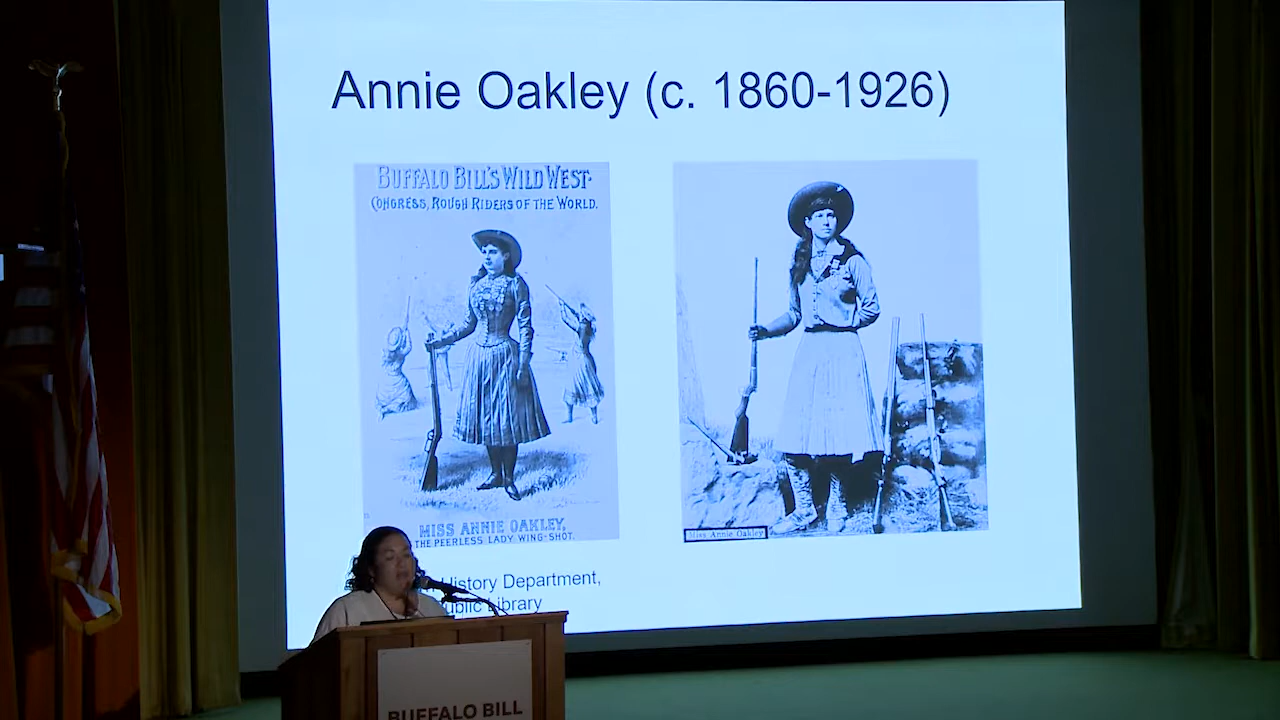 Annie Oakley (c. 1860-1926)
BUFFALO BILL'S WILD WEST
CONGRESS, ROUGH RIDERS OF THE WORLD.
MISS ANNIE OAKLEY,
THE PEERLESS LADY WING-SHOT.
Miss Annie Oakley
History Department,
Library
BUFFALO BILL